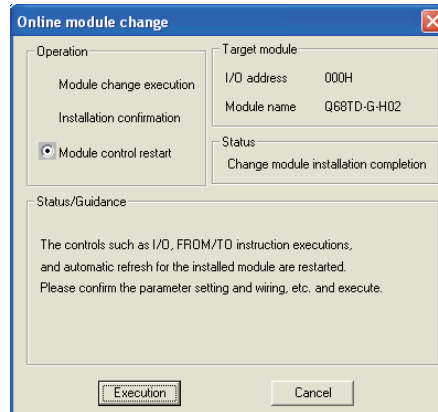 Online module change
Operation
Module change execution
Installation confirmation
Module control restart
Target module
I/O address 000H
Module name Q68TD-G-H02
Status
Change module installation completion
Status/Guidance
The controls such as I/O, FROM/TO instruction executions,
and automatic refresh for the installed module are restarted.
Please confirm the parameter setting and wiring, etc. and execute.
Execution Cancel